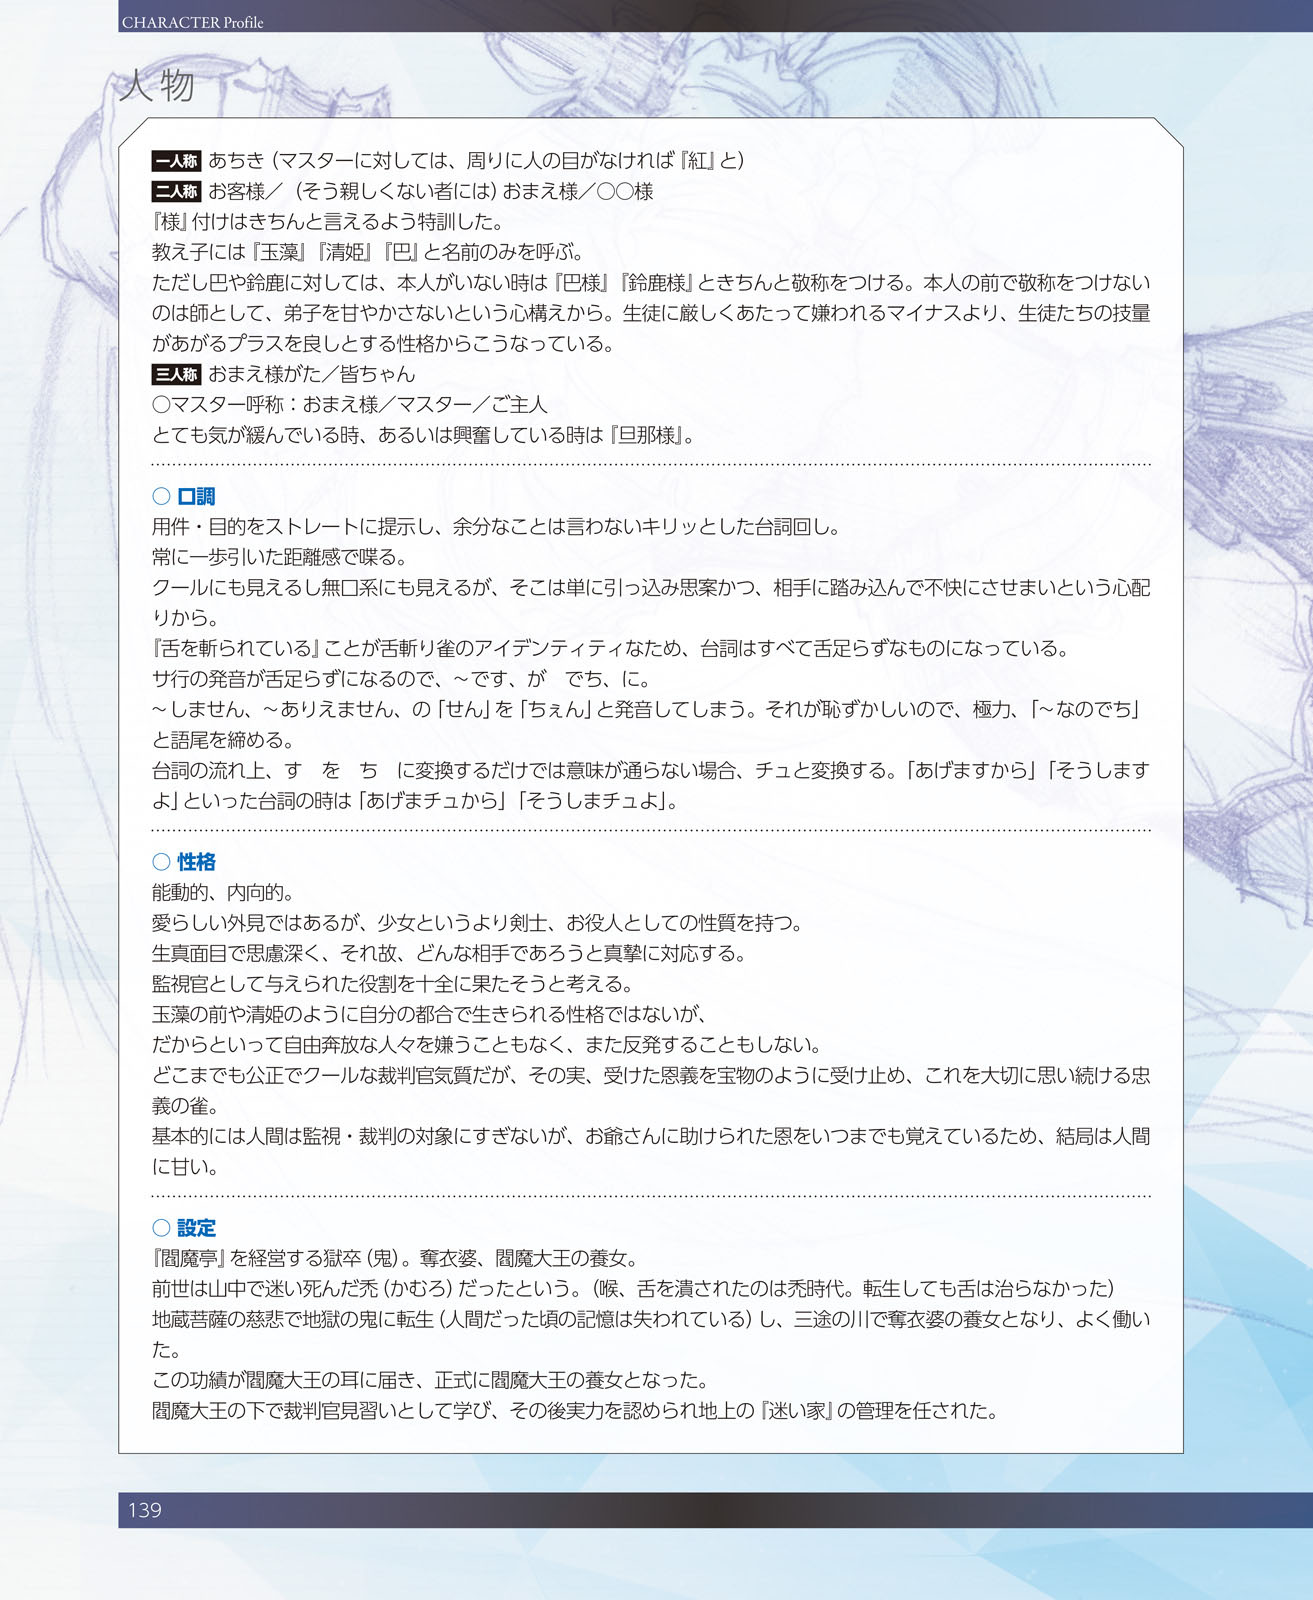 CHARACTER Profile
人物
一人称 あちき（マスターに対しては、周りに人の目がなければ『紅』と）
二人称 お客様／（そう親しくない者には）おまえ様／○○様
『様』付けはきちんと言えるよう特訓した。
教え子には『玉藻』『清姫』『巴』と名前のみを呼ぶ。
ただし巴や鈴鹿に対しては、本人がいない時は『巴様』『鈴鹿様』ときちんと敬称をつける。本人の前で敬称をつけない
のは師として、弟子を甘やかさないという心構えから。生徒に厳しくあたって嫌われるマイナスより、生徒たちの技量
があがるプラスを良しとする性格からこうなっている。
三人称 おまえ様がた／皆ちゃん
○マスター呼称：おまえ様／マスター／ご主人
とても気が緩んでいる時、あるいは興奮している時は『旦那様』。
○ 口調
用件・目的をストレートに提示し、余分なことは言わないキリッとした台詞回し。
常に一歩引いた距離感で喋る。
クールにも見えるし無口系にも見えるが、そこは単に引っ込み思案かつ、相手に踏み込んで不快にさせまいという心配
りから。
『舌を斬られている』ことが舌斬り雀のアイデンティティなため、台詞はすべて舌足らずなものになっている。
サ行の発音が舌足らずになるので、～です、が　でち、に。
～しません、～ありえません、の「せん」を「ちぇん」と発音してしまう。それが恥ずかしいので、極力、「～なのでち」
と語尾を締める。
台詞の流れ上、す　を　ち　に変換するだけでは意味が通らない場合、チュと変換する。「あげますから」「そうします
よ」といった台詞の時は「あげまチュから」「そうしまチュよ」。
○ 性格
能動的、内向的。
愛らしい外見ではあるが、少女というより剣士、お役人としての性質を持つ。
生真面目で思慮深く、それ故、どんな相手であろうと真摯に対応する。
監視官として与えられた役割を十全に果たそうと考える。
玉藻の前や清姫のように自分の都合で生きられる性格ではないが、
だからといって自由奔放な人々を嫌うこともなく、また反発することもしない。
どこまでも公正でクールな裁判官気質だが、その実、受けた恩義を宝物のように受け止め、これを大切に思い続ける忠
義の雀。
基本的には人間は監視・裁判の対象にすぎないが、お爺さんに助けられた恩をいつまでも覚えているため、結局は人間
に甘い。
○ 設定
『閻魔亭』を経営する獄卒（鬼）。奪衣婆、閻魔大王の養女。
前世は山中で迷い死んだ禿（かむろ）だったという。（喉、舌を潰されたのは禿時代。転生しても舌は治らなかった）
地蔵菩薩の慈悲で地獄の鬼に転生（人間だった頃の記憶は失われている）し、三途の川で奪衣婆の養女となり、よく働い
た。
この功績が閻魔大王の耳に届き、正式に閻魔大王の養女となった。
閻魔大王の下で裁判官見習いとして学び、その後実力を認められ地上の『迷い家』の管理を任された。
139